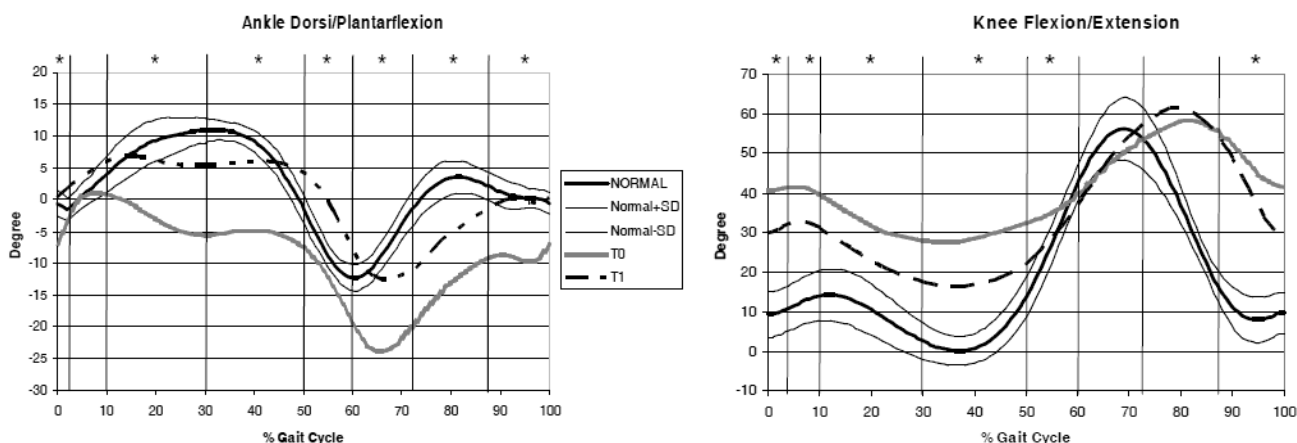 Ankle Dorsi/Plantarflexion
* * * * * * *
20
15
10
5
0
-5
-10
-15
-20
-25
-30
Degree
0 10 20 30 40 50 60 70 80 90 100
% Gait Cycle
NORMAL
Normal+SD
Normal-SD
T0
T1
Knee Flexion/Extension
* * * * * *
70
60
50
40
30
20
10
0
-10
Degree
0 10 20 30 40 50 60 70 80 90 100
% Gait Cycle